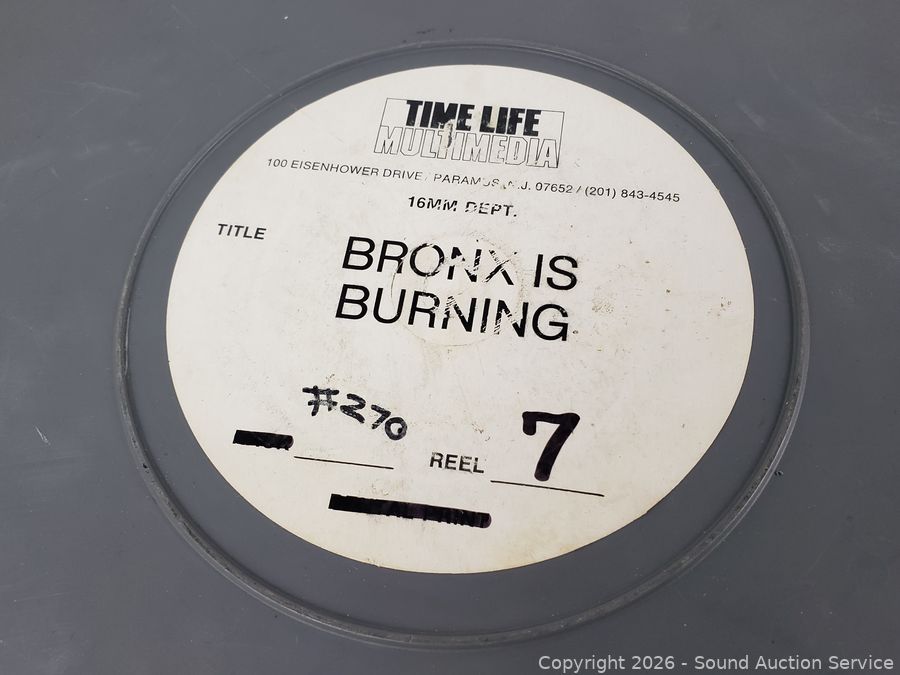 TIME LIFE
MULTIMEDIA
100 EISENHOWER DRIVE / PARAMUS, N.J. 07652 / (201) 843-4545
16MM DEPT.
TITLE
BRONX IS
BURNING
#270
REEL 7
Copyright 2026 - Sound Auction Service